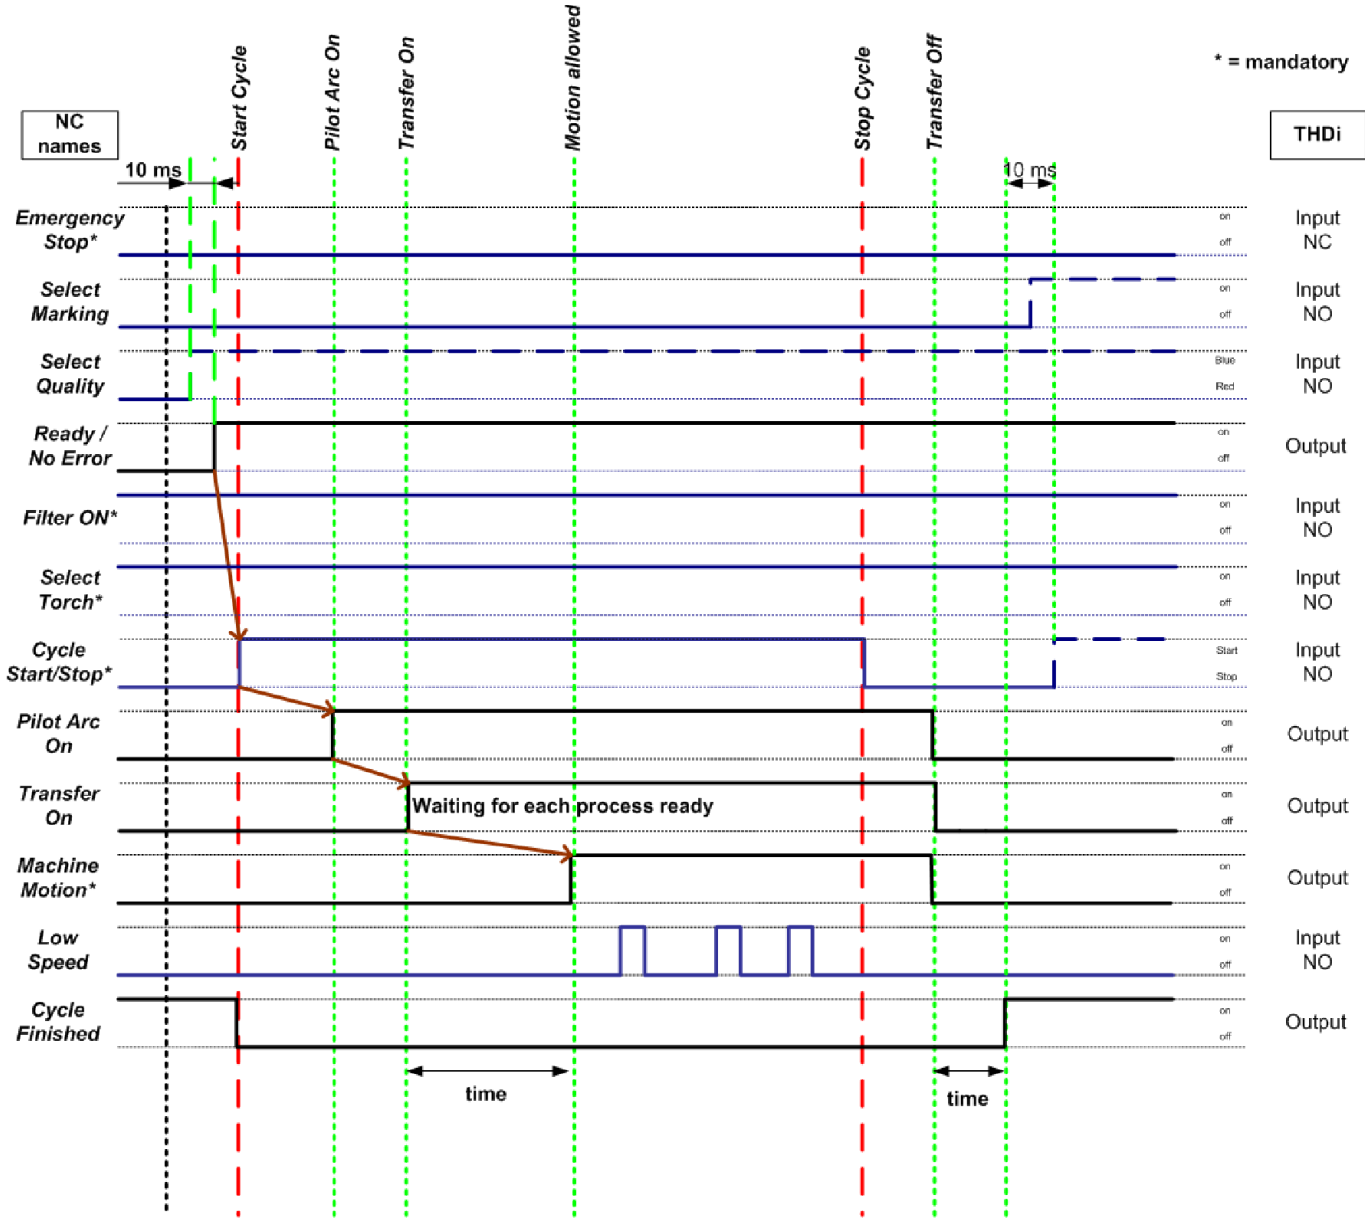 Start Cycle
Pilot Arc On
Transfer On
Motion allowed
Stop Cycle
Transfer Off
* = mandatory
NC
names
THDi
10 ms
10 ms
Emergency
Stop*
on
off
Input
NC
Select
Marking
on
off
Input
NO
Select
Quality
Blue
Red
Input
NO
Ready /
No Error
on
off
Output
Filter ON*
on
off
Input
NO
Select
Torch*
on
off
Input
NO
Cycle
Start/Stop*
Start
Stop
Input
NO
Pilot Arc
On
on
off
Output
Transfer
On
Waiting for each process ready
on
off
Output
Machine
Motion*
on
off
Output
Low
Speed
on
off
Input
NO
Cycle
Finished
on
off
Output
time
time